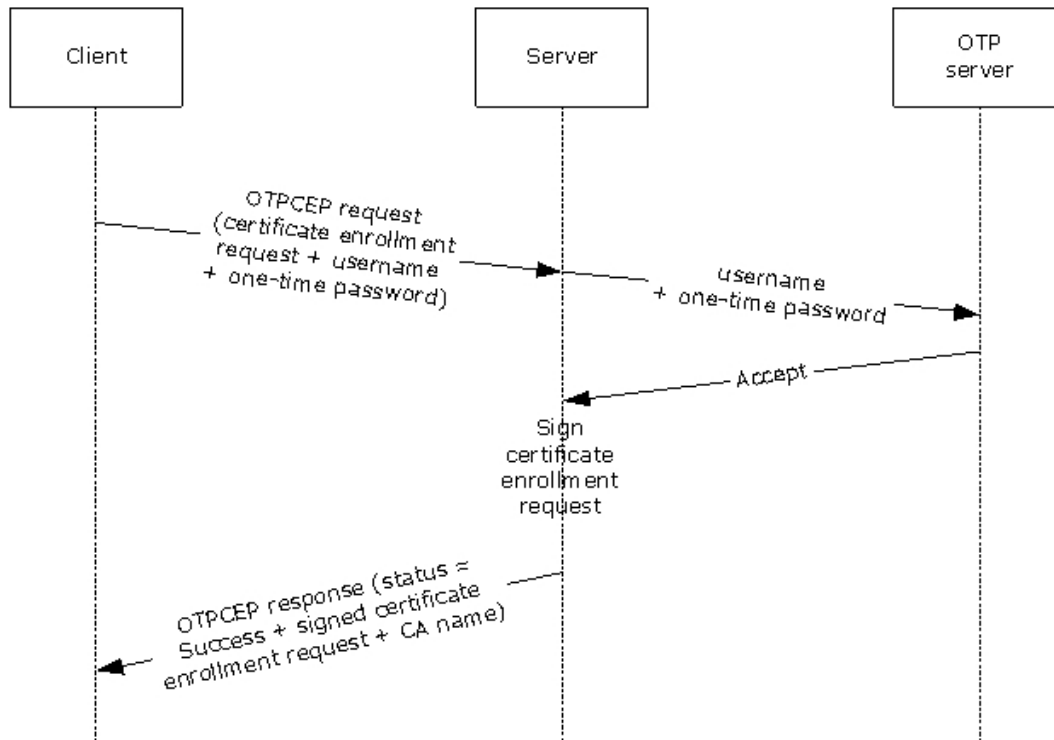 Client
Server
OTP
server
OTPCEP request
(certificate enrollment
request + username
+ one-time password)
username
+ one-time password
Accept
Sign
certificate
enrollment
request
OTPCEP response (status =
Success + signed certificate
enrollment request + CA name)